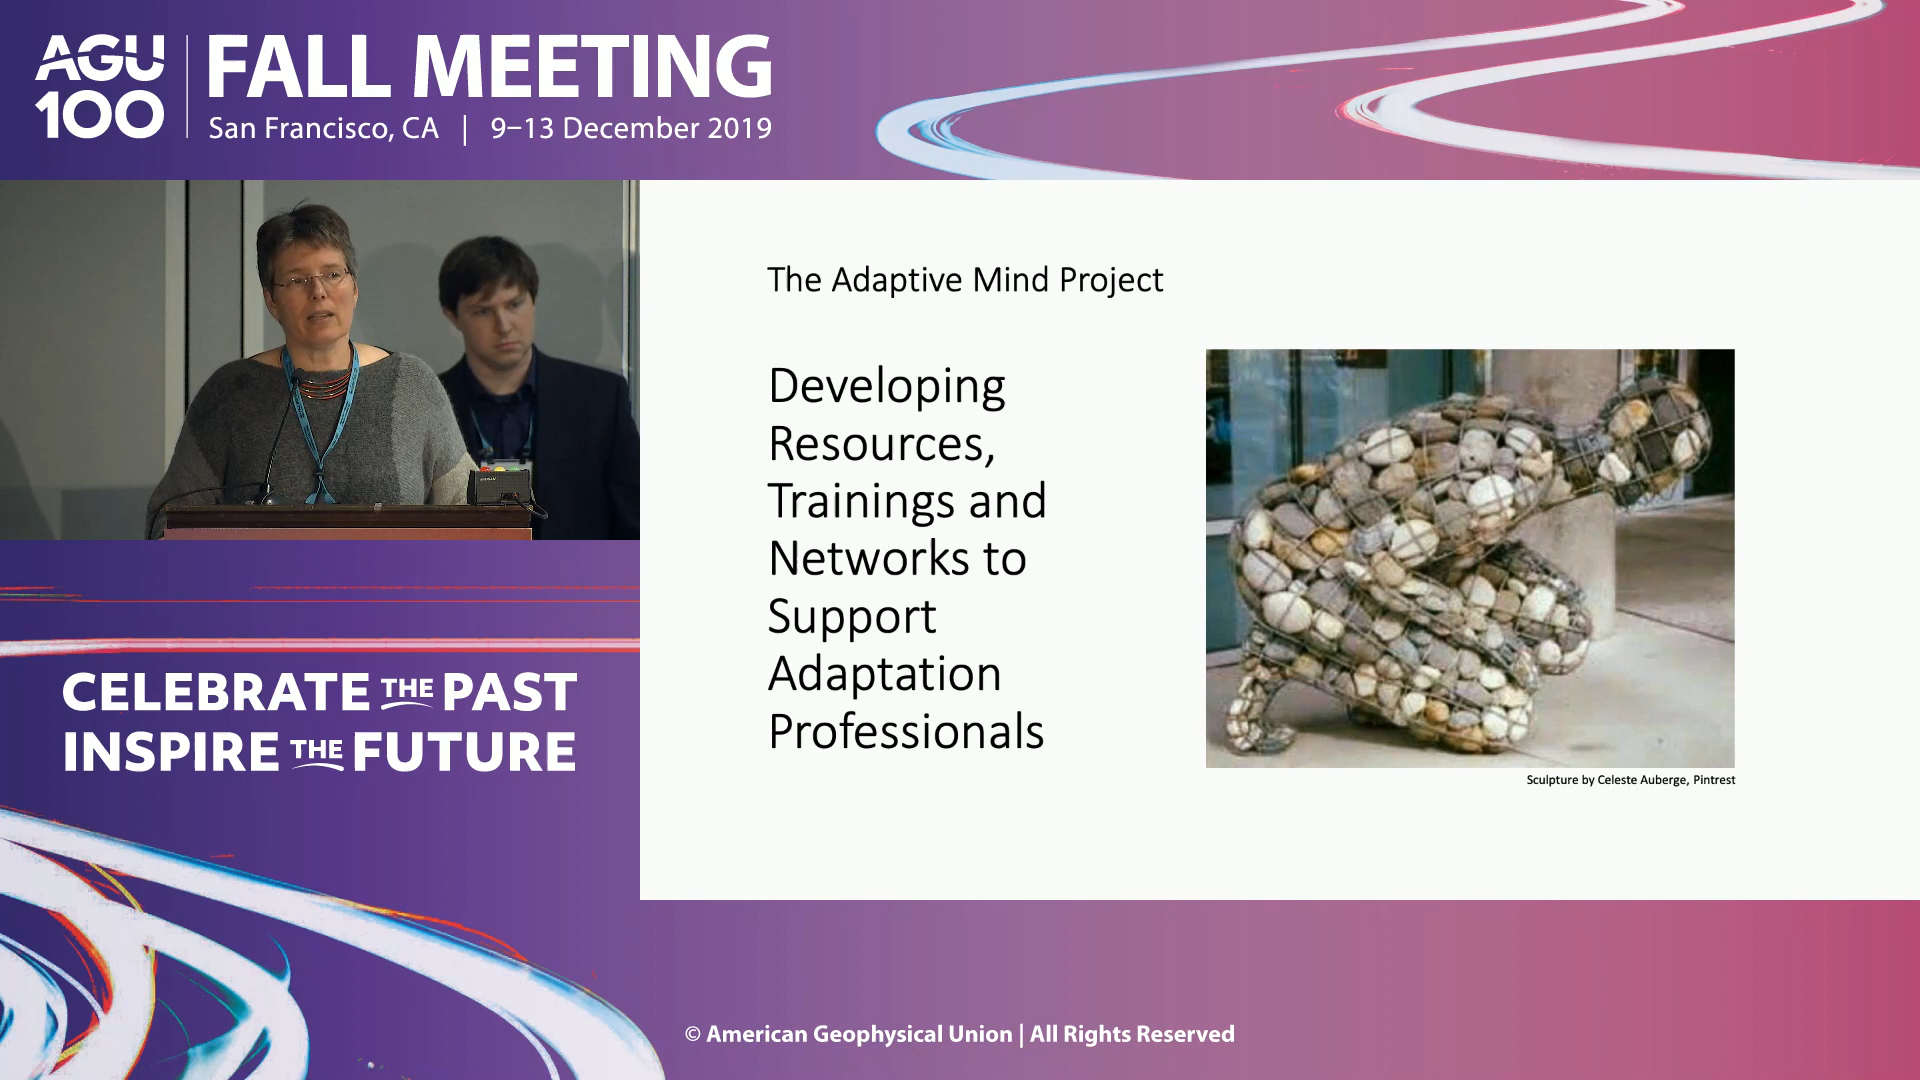 AGU
100
FALL MEETING
San Francisco, CA | 9–13 December 2019
The Adaptive Mind Project
Developing
Resources,
Trainings and
Networks to
Support
Adaptation
Professionals
Sculpture by Celeste Auberge, Pintrest
CELEBRATE THE PAST
INSPIRE THE FUTURE
© American Geophysical Union | All Rights Reserved